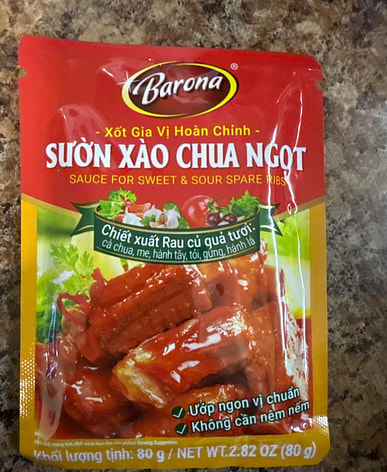 Barona®
- Xốt Gia Vị Hoàn Chỉnh -
SƯỜN XÀO CHUA NGỌT
SAUCE FOR SWEET & SOUR SPARE RIBS
Chiết xuất Rau củ quả tươi:
cà chua, me, hành tây, tỏi, gừng, hành lá
✓ Ướp ngon vị chuẩn
✓ Không cần nêm nếm
Khối lượng tịnh: 80 g / NET WT.2.82 OZ (80 g)